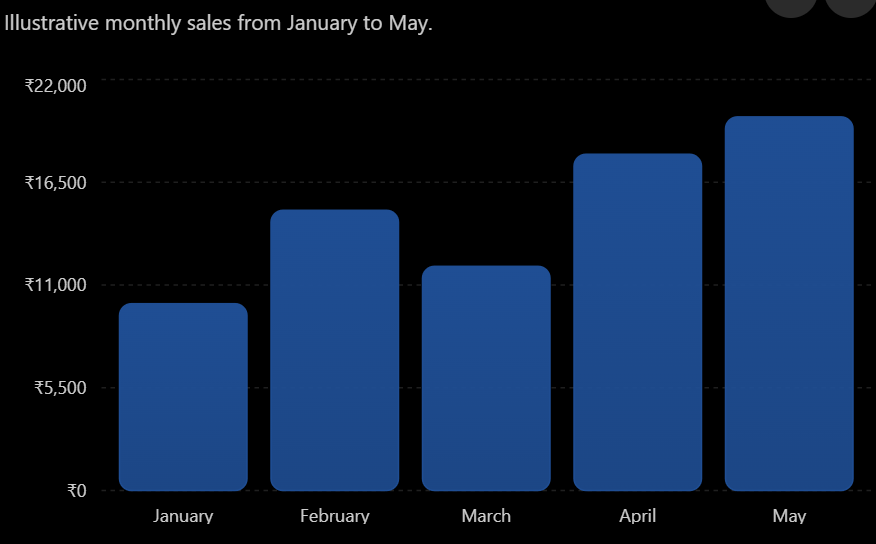 Illustrative monthly sales from January to May.
₹22,000
₹16,500
₹11,000
₹5,500
₹0
January February March April May